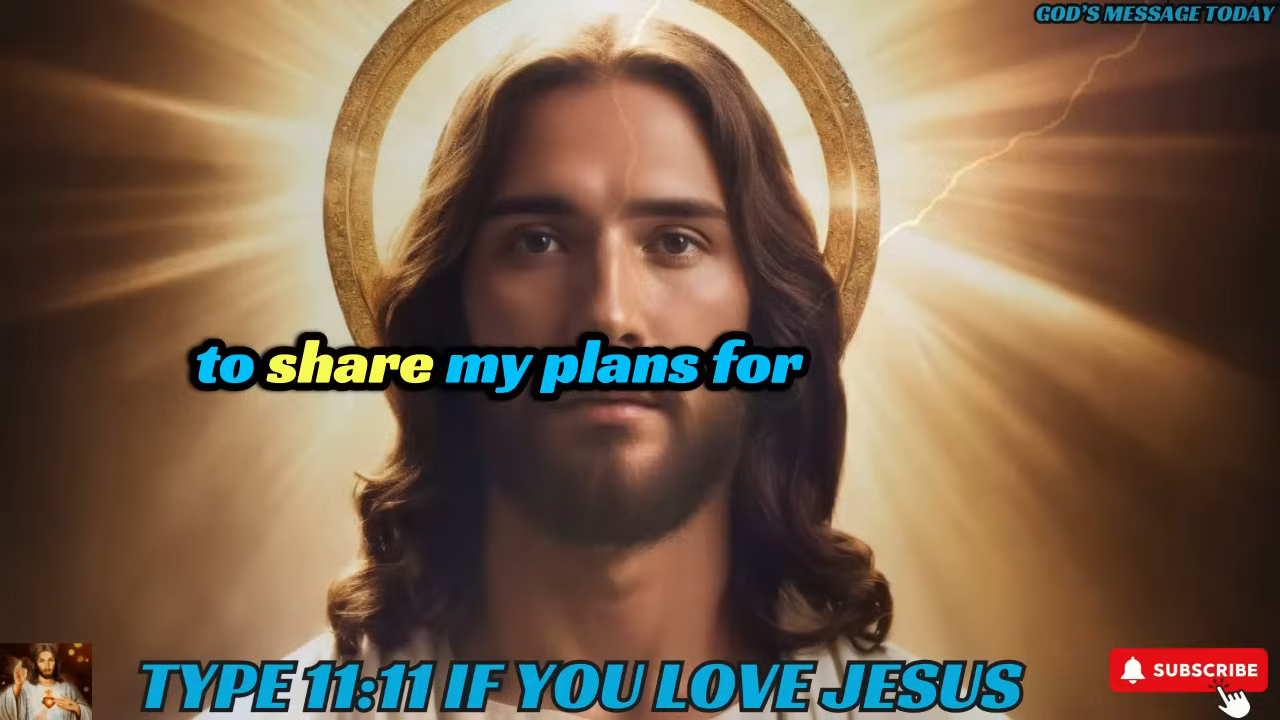 GOD'S MESSAGE TODAY
to share my plans for
TYPE 11:11 IF YOU LOVE JESUS
SUBSCRIBE